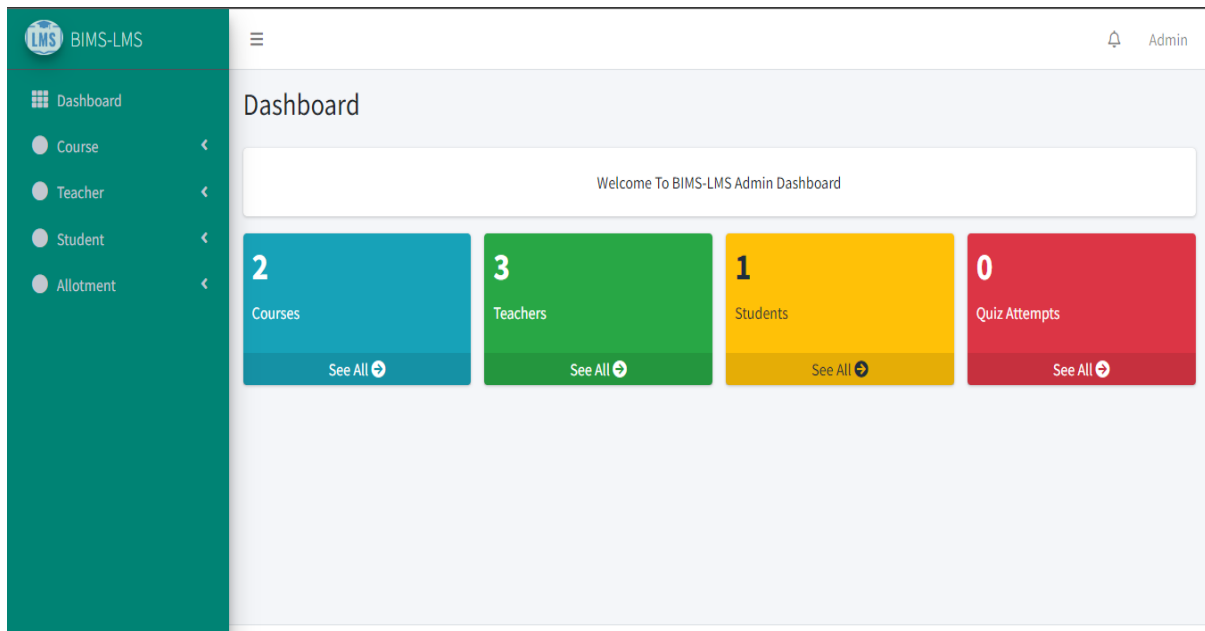 LMS BIMS-LMS
Admin
Dashboard
Course
Teacher
Student
Allotment
Dashboard
Welcome To BIMS-LMS Admin Dashboard
2
Courses
See All
3
Teachers
See All
1
Students
See All
0
Quiz Attempts
See All